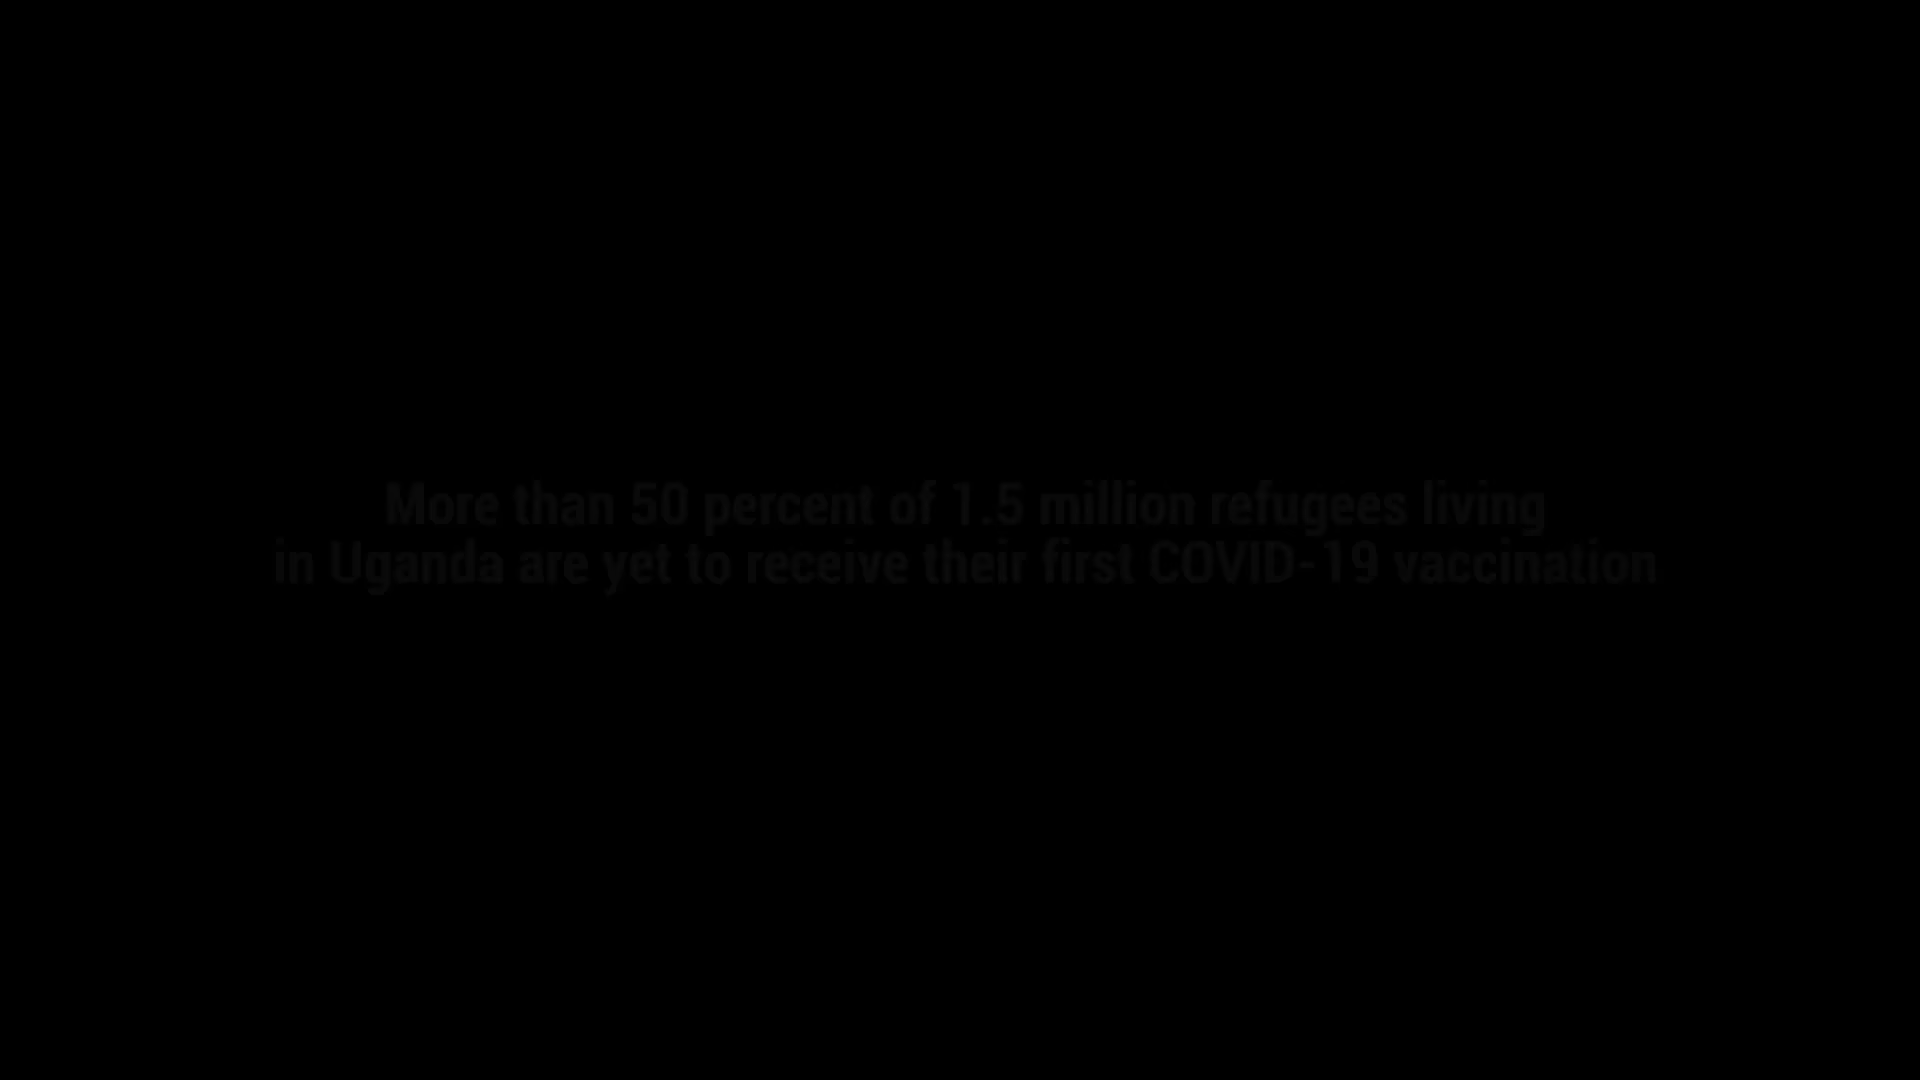 More than 50 percent of 1.5 million refugees living
in Uganda are yet to receive their first COVID-19 vaccination